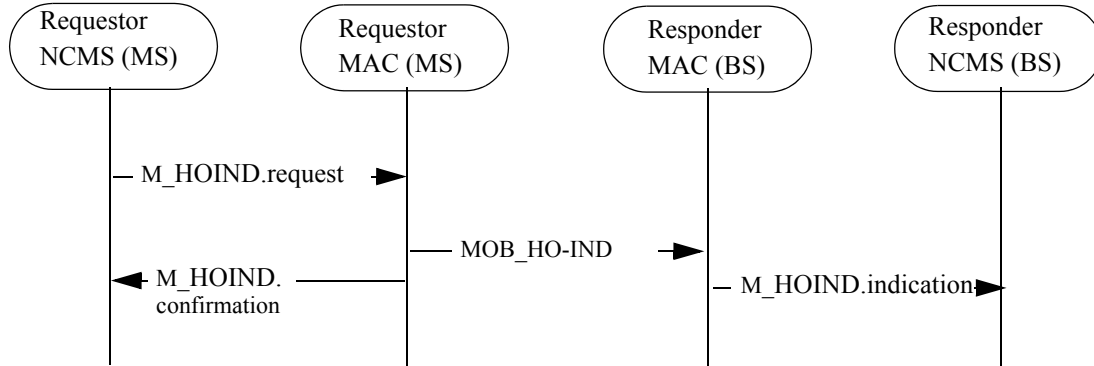 Requestor
NCMS (MS)
Requestor
MAC (MS)
Responder
MAC (BS)
Responder
NCMS (BS)
M_HOIND.request
MOB_HO-IND
M_HOIND.
confirmation
M_HOIND.indication